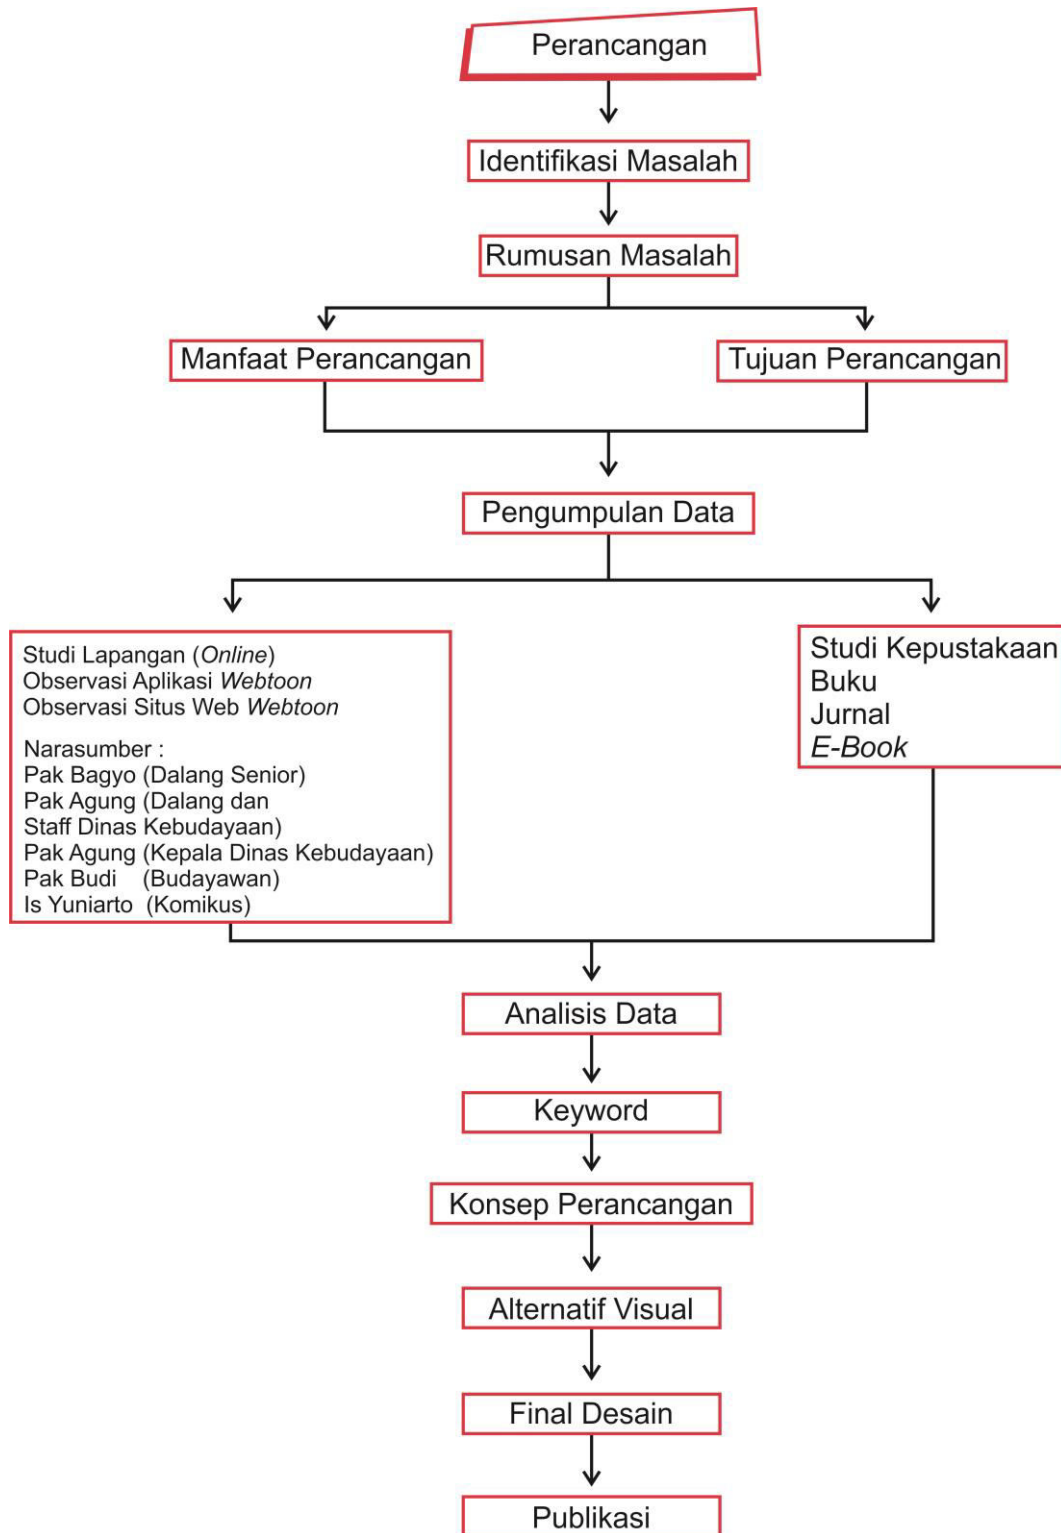 Perancangan
Identifikasi Masalah
Rumusan Masalah
Manfaat Perancangan
Tujuan Perancangan
Pengumpulan Data
Studi Lapangan (Online)
Observasi Aplikasi Webtoon
Observasi Situs Web Webtoon
Narasumber :
Pak Bagyo (Dalang Senior)
Pak Agung (Dalang dan
Staff Dinas Kebudayaan)
Pak Agung (Kepala Dinas Kebudayaan)
Pak Budi (Budayawan)
Is Yuniarto (Komikus)
Studi Kepustakaan
Buku
Jurnal
E-Book
Analisis Data
Keyword
Konsep Perancangan
Alternatif Visual
Final Desain
Publikasi